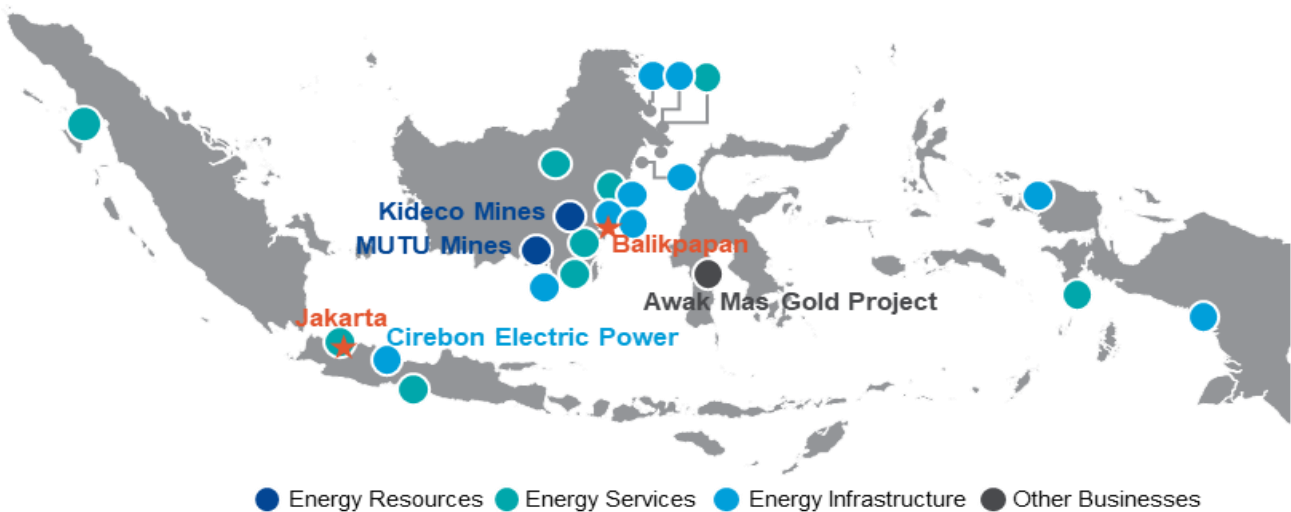 Kideco Mines
MUTU Mines
Balikpapan
Awak Mas Gold Project
Jakarta
Cirebon Electric Power
Energy Resources
Energy Services
Energy Infrastructure
Other Businesses